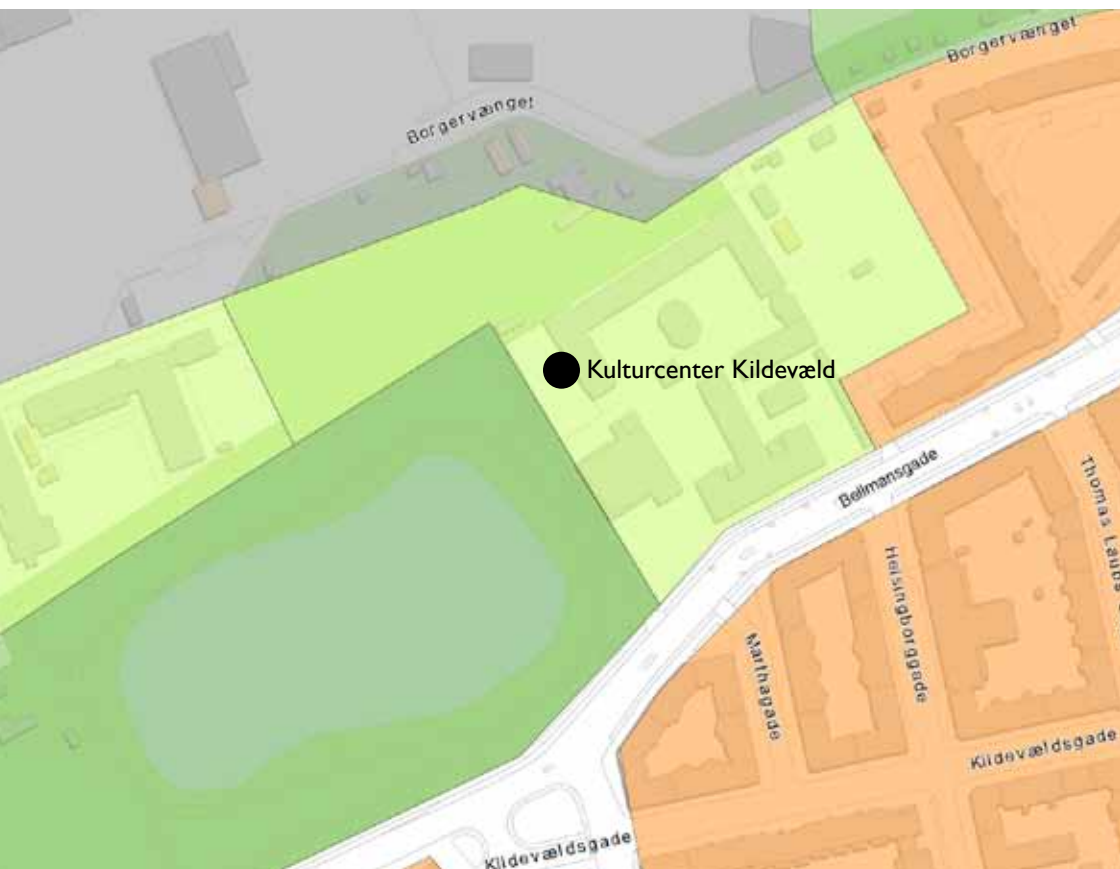 Borgervænget
Borgervænget
Kulturcenter Kildevæld
Bellmansgade
Thomas Laubs
Helsingborggade
Marthagade
Kildevældsgade
Kildevældsgade